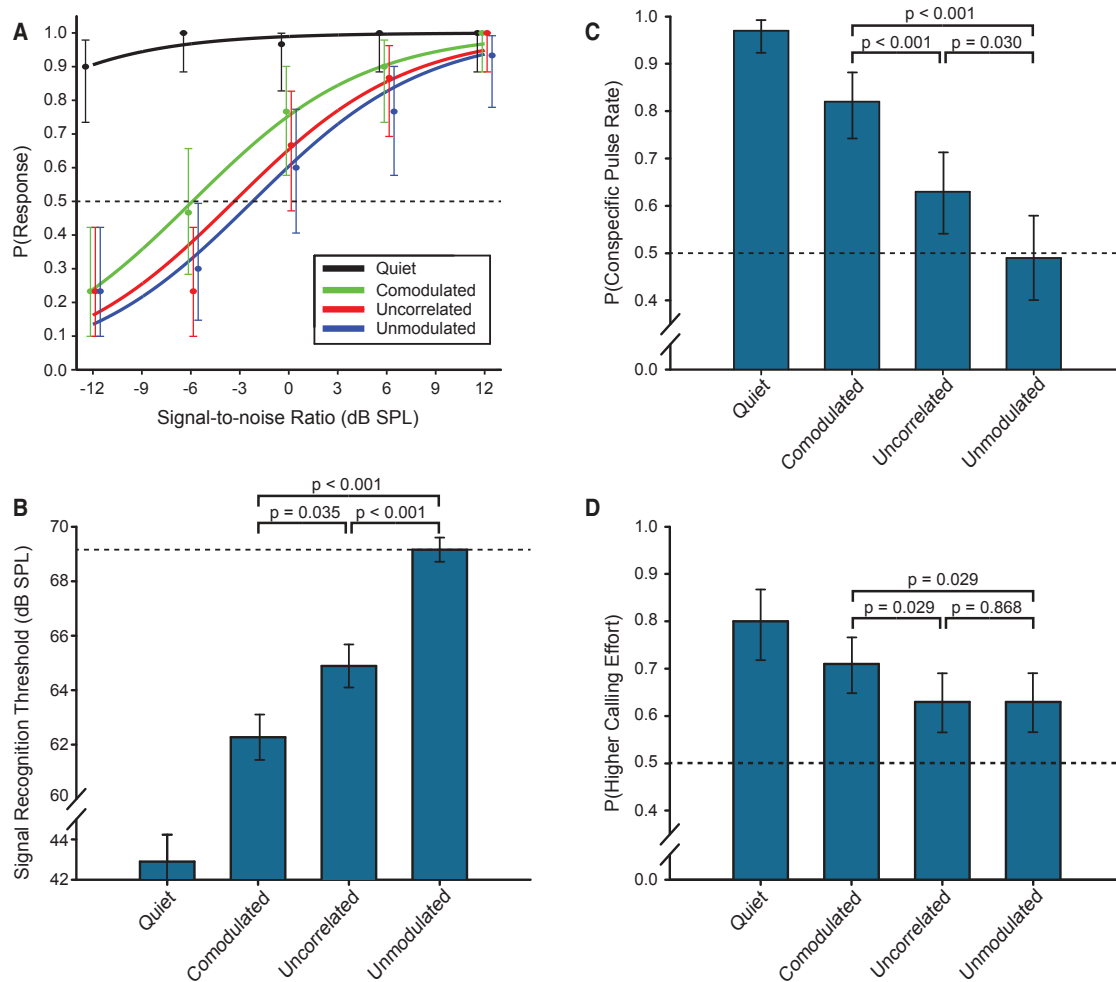 A
P(Response)
1.0
0.9
0.8
0.7
0.6
0.5
0.4
0.3
0.2
0.1
0.0
Quiet
Comodulated
Uncorrelated
Unmodulated
-12 -9 -6 -3 0 3 6 9 12
Signal-to-noise Ratio (dB SPL)
B
Signal Recognition Threshold (dB SPL)
p < 0.001
p = 0.035 p < 0.001
70
68
66
64
62
60
44
42
Quiet Comodulated Uncorrelated Unmodulated
C
P(Conspecific Pulse Rate)
p < 0.001
p < 0.001 p = 0.030
1.0
0.9
0.8
0.7
0.6
0.5
0.4
0.0
Quiet Comodulated Uncorrelated Unmodulated
D
P(Higher Calling Effort)
p = 0.029
p = 0.029 p = 0.868
1.0
0.9
0.8
0.7
0.6
0.5
0.4
0.0
Quiet Comodulated Uncorrelated Unmodulated